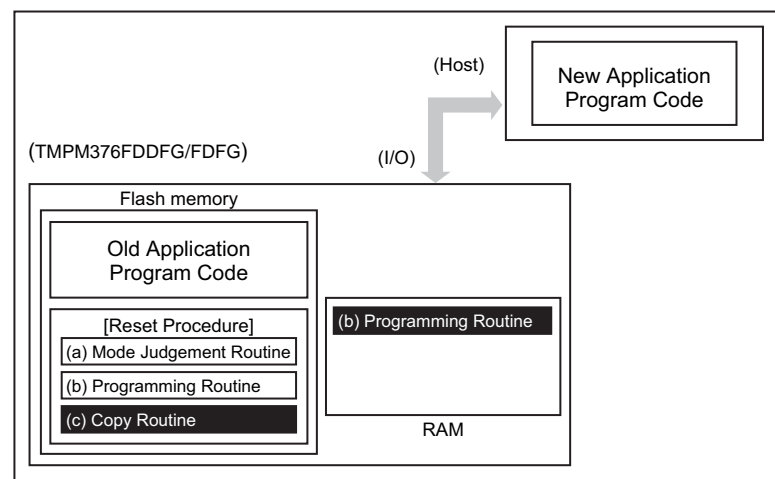 (Host)
New Application
Program Code
(TMPM376FDDFG/FDFG)
(I/O)
Flash memory
Old Application
Program Code
[Reset Procedure]
(a) Mode Judgement Routine
(b) Programming Routine
(c) Copy Routine
(b) Programming Routine
RAM